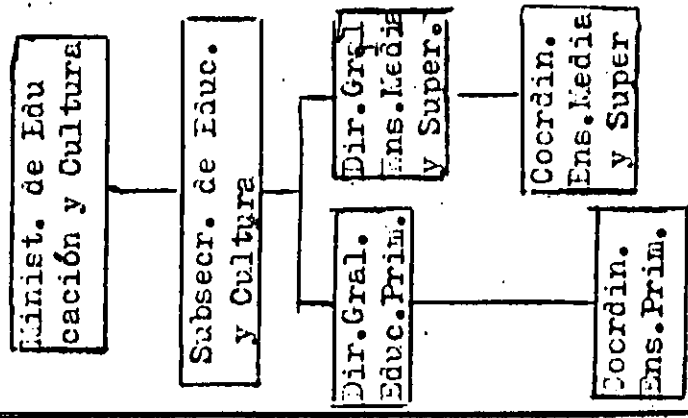 Minist. de Edu
cación y Cultura
Subsecr. de Educ.
y Cultura
Dir.Gral.
Educ.Prim.
Dir.Gral
Ens.Media
y Super.
Coordin.
Ens.Prim.
Coordin.
Ens.Media
y Super